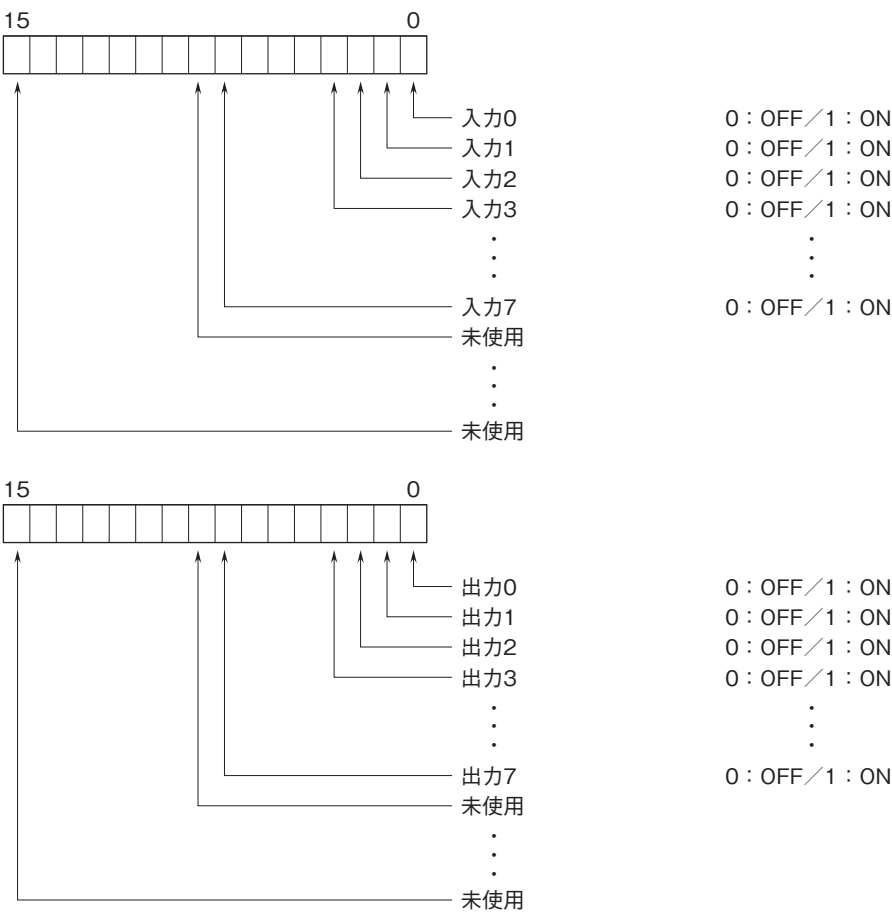 15 0
入力0 0：OFF／1：ON
入力1 0：OFF／1：ON
入力2 0：OFF／1：ON
入力3 0：OFF／1：ON
・ ・
・ ・
・ ・
入力7 0：OFF／1：ON
未使用
・
・
・
未使用
15 0
出力0 0：OFF／1：ON
出力1 0：OFF／1：ON
出力2 0：OFF／1：ON
出力3 0：OFF／1：ON
・ ・
・ ・
・ ・
出力7 0：OFF／1：ON
未使用
・
・
・
未使用